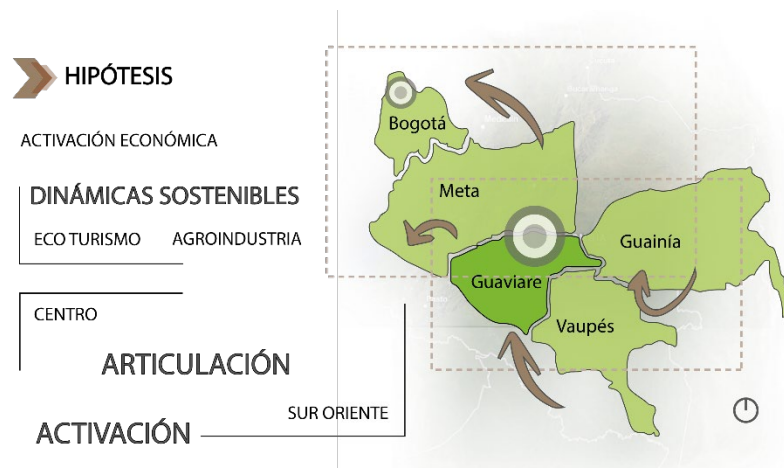 HIPÓTESIS
ACTIVACIÓN ECONÓMICA
DINÁMICAS SOSTENIBLES
ECO TURISMO AGROINDUSTRIA
CENTRO
ARTICULACIÓN
SUR ORIENTE
ACTIVACIÓN
Bogotá
Meta
Guainía
Guaviare
Vaupés